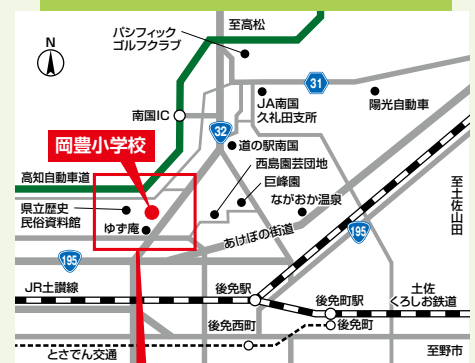 至高松
パシフィック
ゴルフクラブ
N
31
JA南国
久礼田支所
陽光自動車
南国IC
32
道の駅南国
岡豊小学校
西島園芸団地
巨峰園
高知自動車道
ながおか温泉
県立歴史
民俗資料館
ゆず庵
あけぼの街道
195
至土佐山田
195
JR土讃線
後免駅
後免町駅
土佐
くろしお鉄道
後免西町
後免町
とさでん交通
至野市